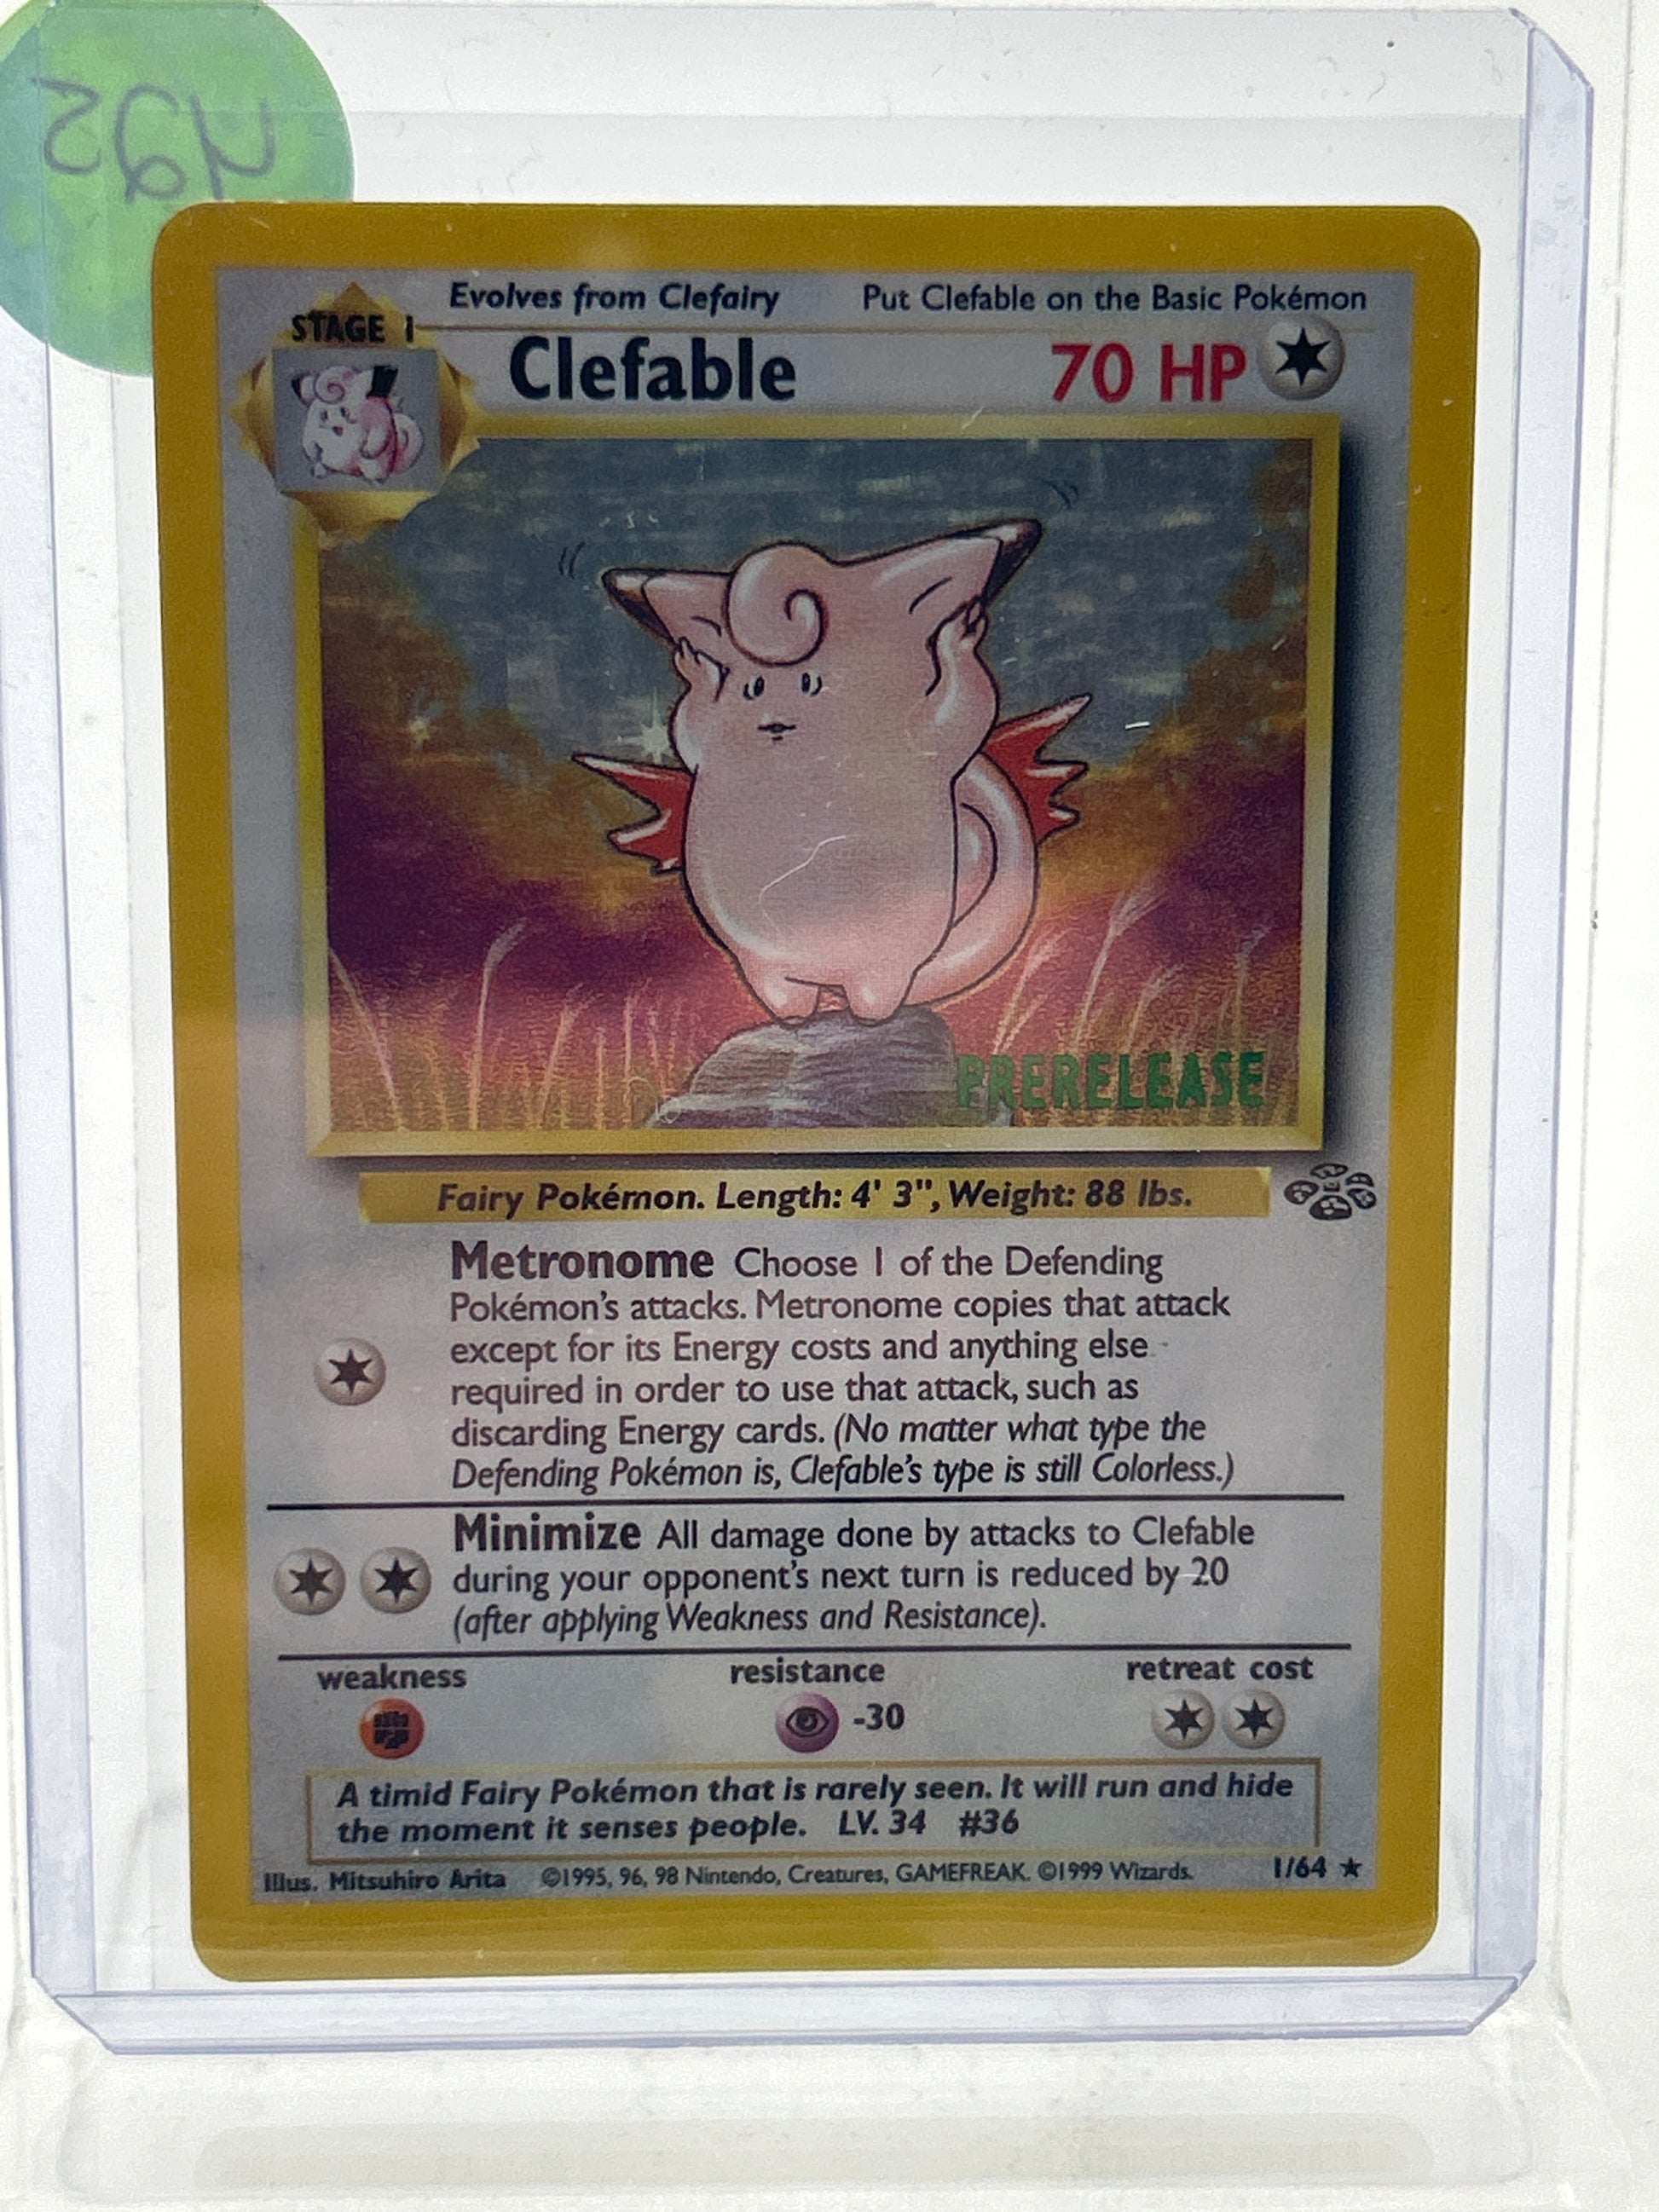 492
Evolves from Clefairy Put Clefable on the Basic Pokémon
STAGE 1
Clefable 70 HP
PRERELEASE
Fairy Pokémon. Length: 4' 3", Weight: 88 lbs.
Metronome Choose 1 of the Defending
Pokémon's attacks. Metronome copies that attack
except for its Energy costs and anything else
required in order to use that attack, such as
discarding Energy cards. (No matter what type the
Defending Pokémon is, Clefable's type is still Colorless.)
Minimize All damage done by attacks to Clefable
during your opponent's next turn is reduced by 20
(after applying Weakness and Resistance).
weakness resistance retreat cost
-30
A timid Fairy Pokémon that is rarely seen. It will run and hide
the moment it senses people. LV. 34 #36
Illus. Mitsuhiro Arita ©1995, 96, 98 Nintendo, Creatures, GAMEFREAK. ©1999 Wizards. 1/64 ★